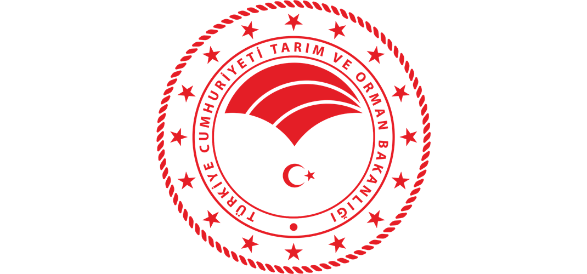 TÜRKİYE CUMHURİYETİ TARIM VE ORMAN BAKANLIĞI